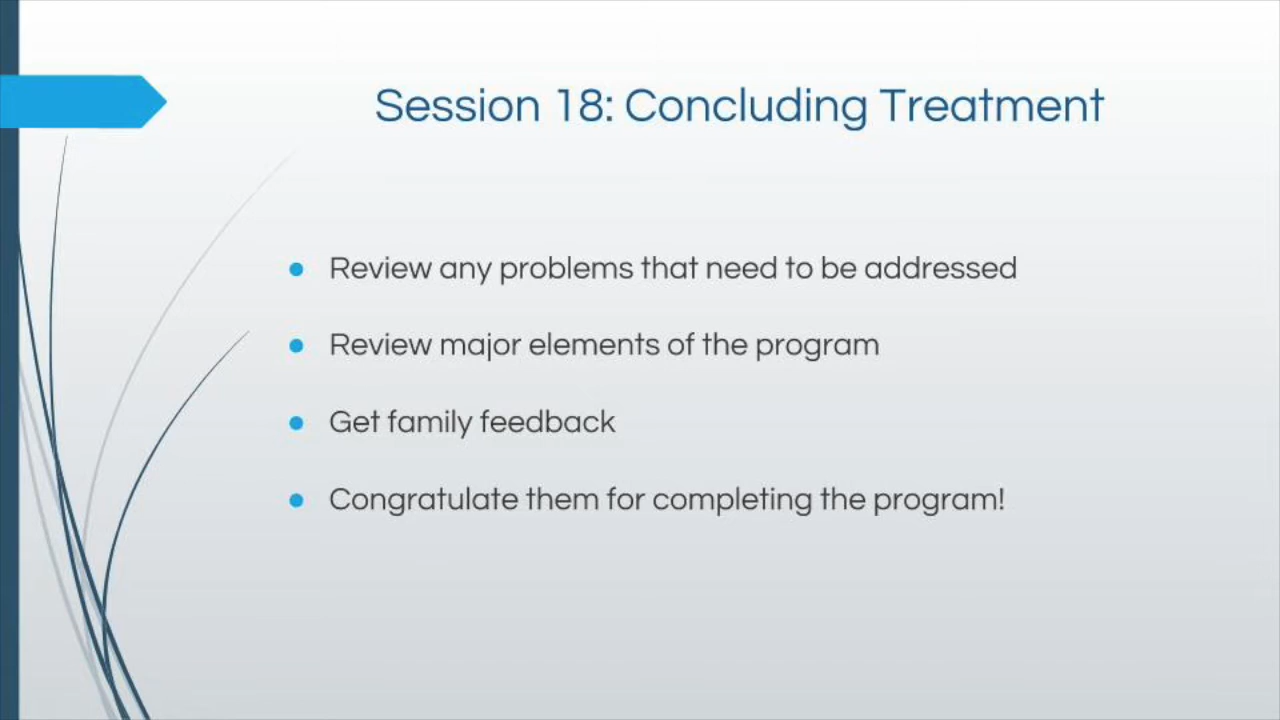 Session 18: Concluding Treatment
Review any problems that need to be addressed
Review major elements of the program
Get family feedback
Congratulate them for completing the program!